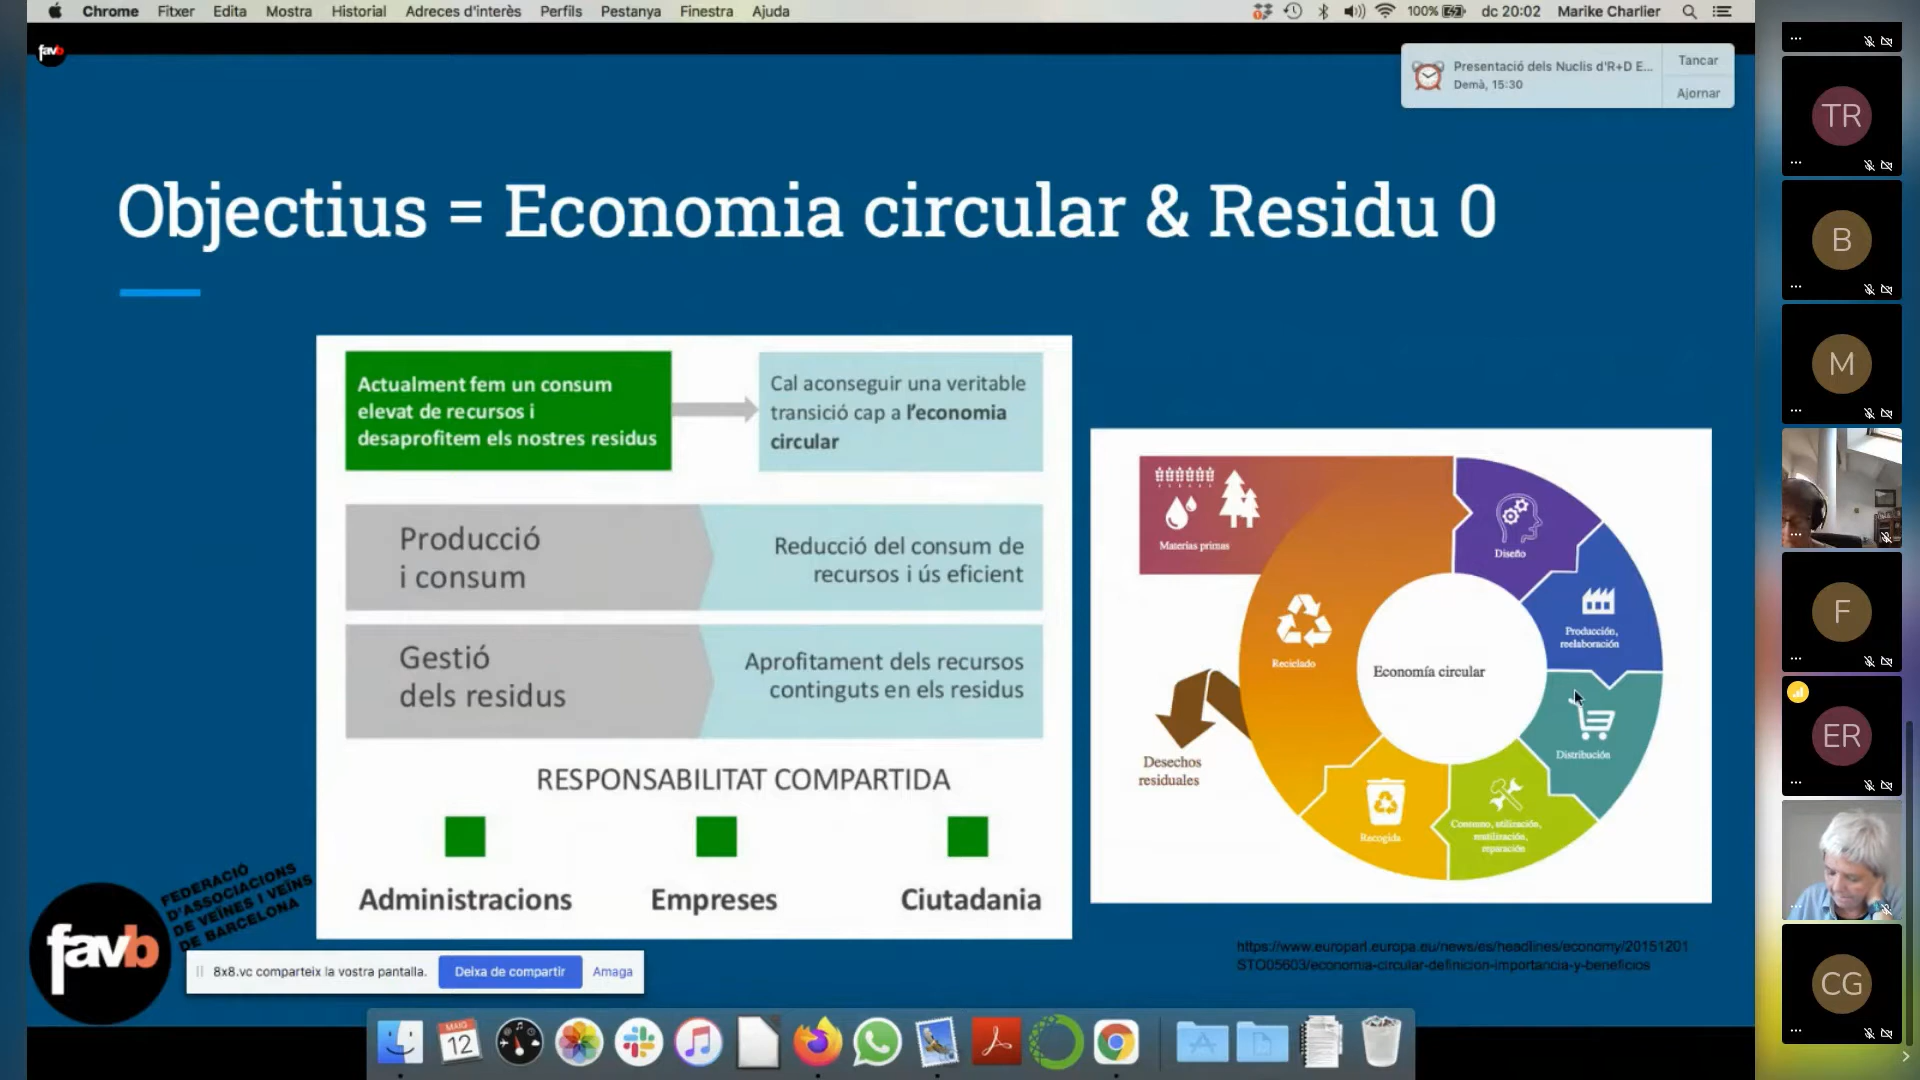 Chrome Fitxer Edita Mostra Historial Adreces d'interès Perfils Pestanya Finestra Ajuda
100% dc 20:02 Marike Charlier
favb
Presentació dels Nuclis d'R+D E...
Demà, 15:30
Tancar
Ajornar
Objectius = Economia circular & Residu 0
Actualment fem un consum
elevat de recursos i
desaprofitem els nostres residus
Cal aconseguir una veritable
transició cap a l'economia
circular
Producció
i consum
Reducció del consum de
recursos i ús eficient
Gestió
dels residus
Aprofitament dels recursos
continguts en els residus
RESPONSABILITAT COMPARTIDA
Administracions
Empreses
Ciutadania
Materias primas
Diseño
Producción,
reelaboración
Distribución
Consumo, utilización,
reutilización,
reparación
Recogida
Reciclado
Economía circular
Desechos
residuales
https://www.europarl.europa.eu/news/es/headlines/economy/20151201
STO05603/economia-circular-definicion-importancia-y-beneficios
FEDERACIÓ
D'ASSOCIACIONS
DE VEÏNES I VEÏNS
DE BARCELONA
favb
8x8.vc comparteix la vostra pantalla.
Deixa de compartir
Amaga
MAIG
12
TR
B
M
F
ER
CG